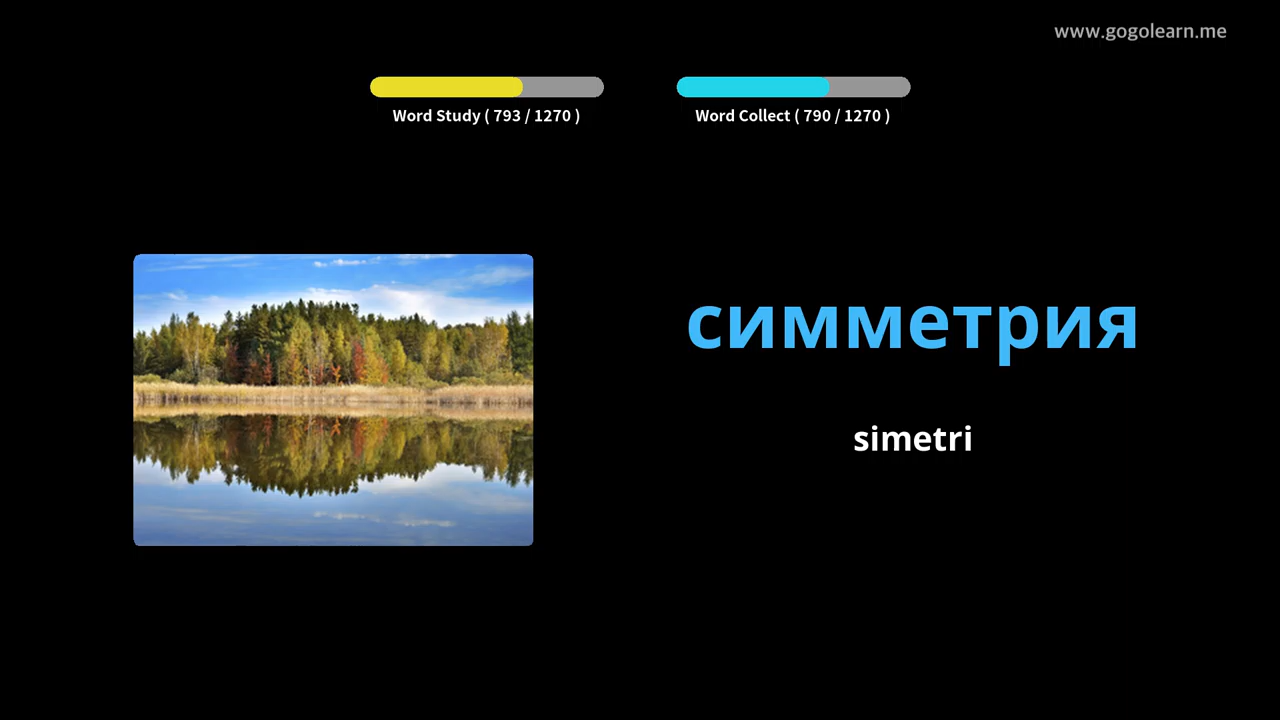 www.gogolearn.me
Word Study ( 793 / 1270 )
Word Collect ( 790 / 1270 )
симметрия
simetri